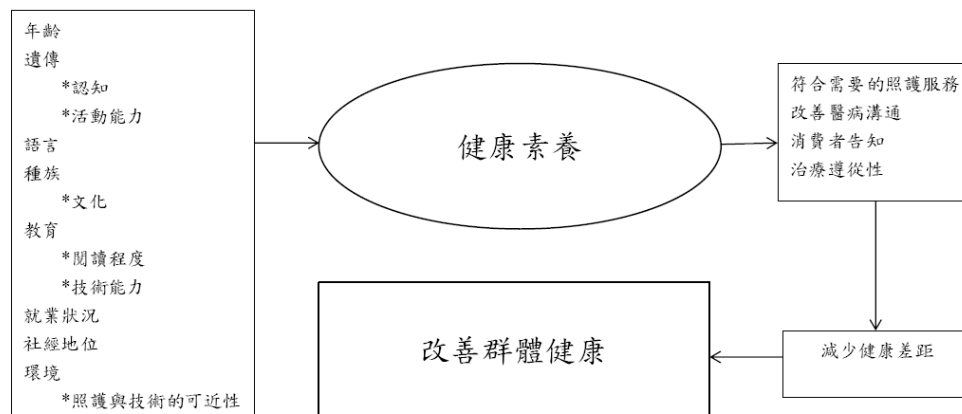 年齡
遺傳
*認知
*活動能力
語言
種族
*文化
教育
*閱讀程度
*技術能力
就業狀況
社經地位
環境
*照護與技術的可近性
健康素養
符合需要的照護服務
改善醫病溝通
消費者告知
治療遵從性
減少健康差距
改善群體健康